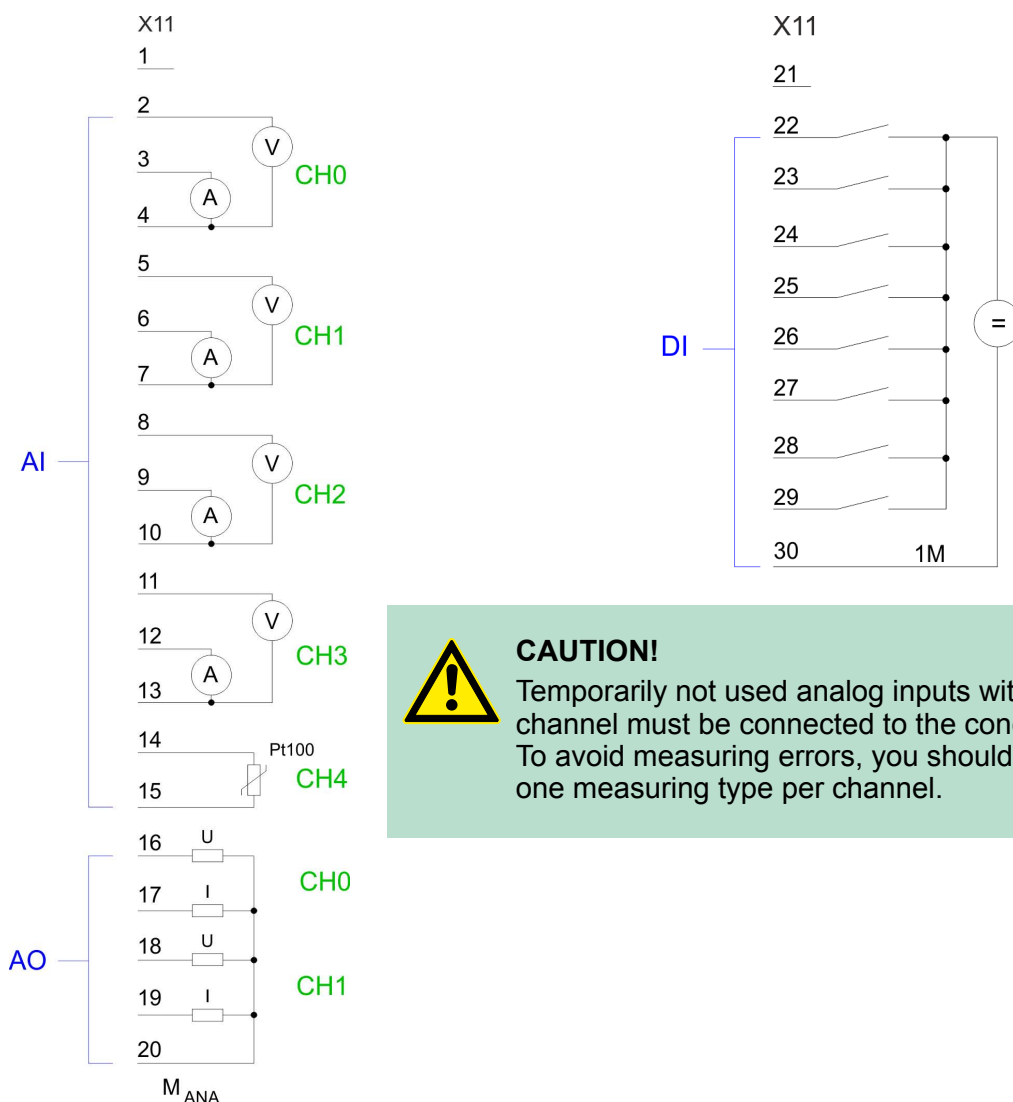 X11
1
2
V
3
CH0
A
4
5
V
6
CH1
A
7
8
AI
V
9
CH2
A
10
11
V
12
CH3
A
13
14
Pt100
CH4
15
16
U
CH0
17
I
18
U
AO
CH1
19
I
20
M ANA
X11
21
22
23
24
25
=
26
DI
27
28
29
30
1M
CAUTION!
Temporarily not used analog inputs
channel must be connected to the
To avoid measuring errors, you should
one measuring type per channel.